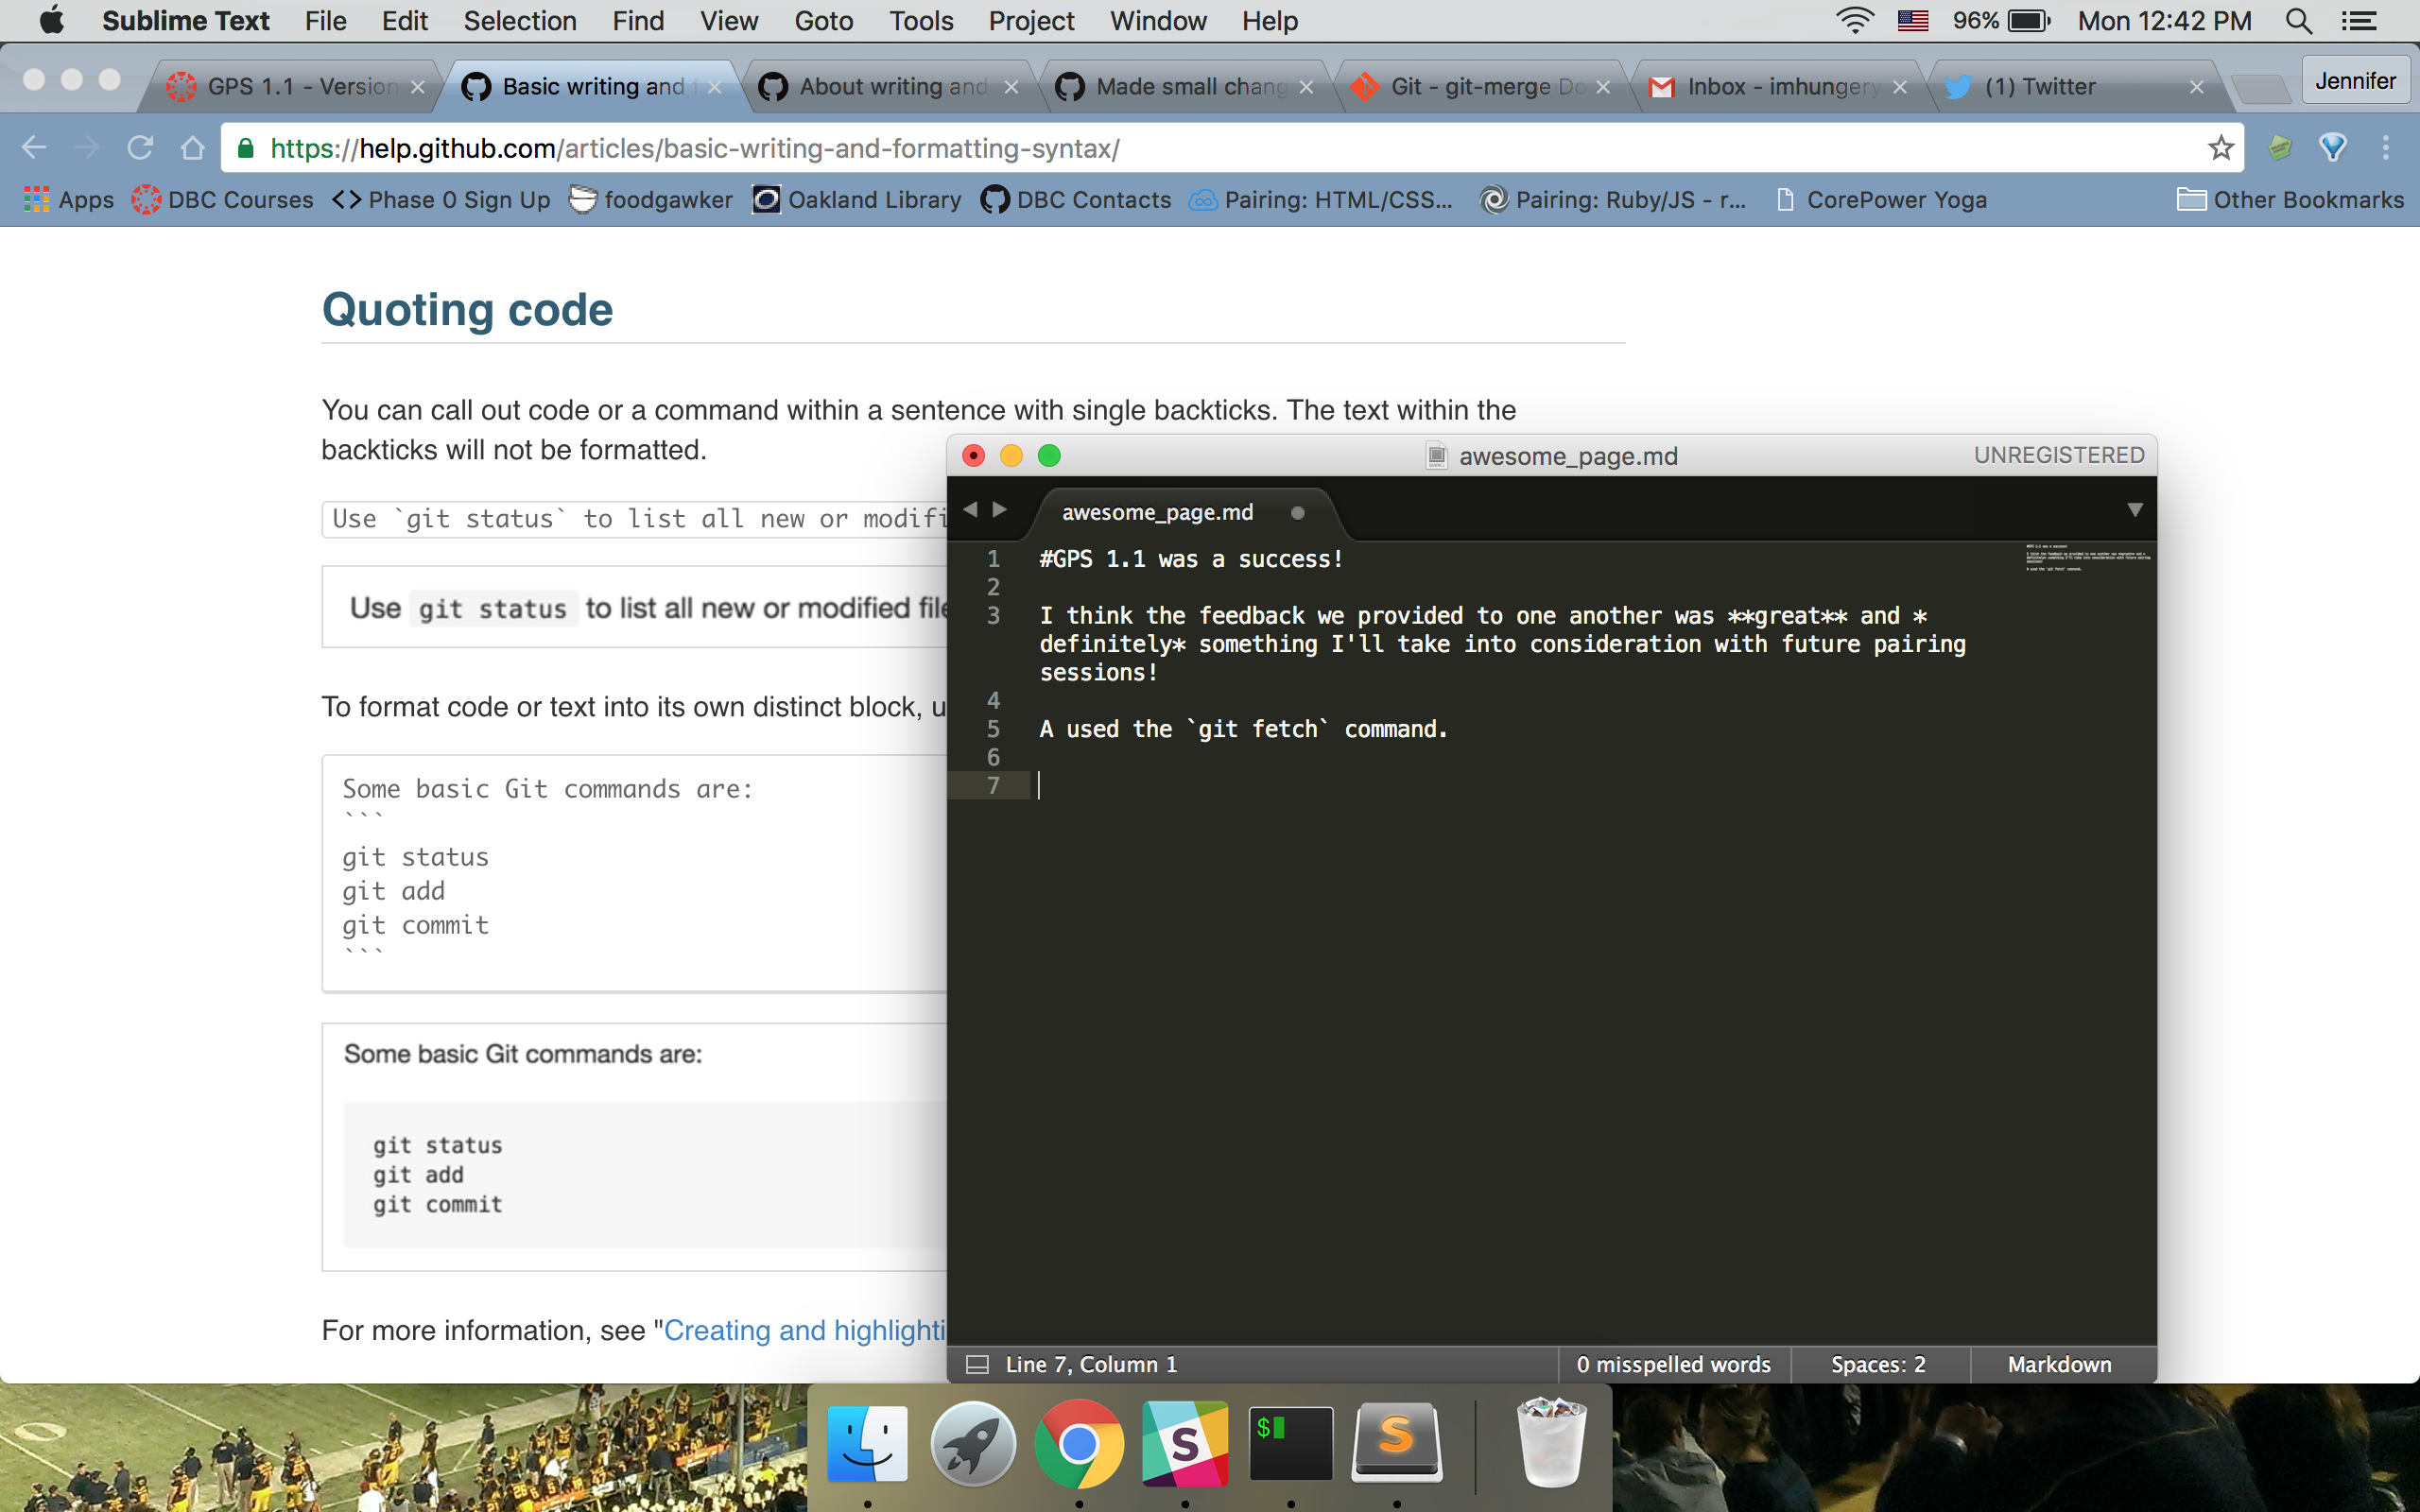 Sublime Text File Edit Selection Find View Goto Tools Project Window Help 96% Mon 12:42 PM
GPS 1.1 - Version Basic writing and About writing and Made small chang Git - git-merge Do Inbox - imhungery (1) Twitter Jennifer
https://help.github.com/articles/basic-writing-and-formatting-syntax/
Apps DBC Courses <> Phase 0 Sign Up foodgawker Oakland Library DBC Contacts Pairing: HTML/CSS... Pairing: Ruby/JS - r... CorePower Yoga Other Bookmarks
Quoting code
You can call out code or a command within a sentence with single backticks. The text within the
backticks will not be formatted.
Use `git status` to list all new or modifi
Use git status to list all new or modified file
To format code or text into its own distinct block, u
Some basic Git commands are:
```
git status
git add
git commit
```
Some basic Git commands are:
git status
git add
git commit
For more information, see "Creating and highlighti
awesome_page.md UNREGISTERED
awesome_page.md
1 #GPS 1.1 was a success!
2
3 I think the feedback we provided to one another was **great** and *
definitely* something I'll take into consideration with future pairing
sessions!
4
5 A used the `git fetch` command.
6
7
Line 7, Column 1 0 misspelled words Spaces: 2 Markdown
S $ S